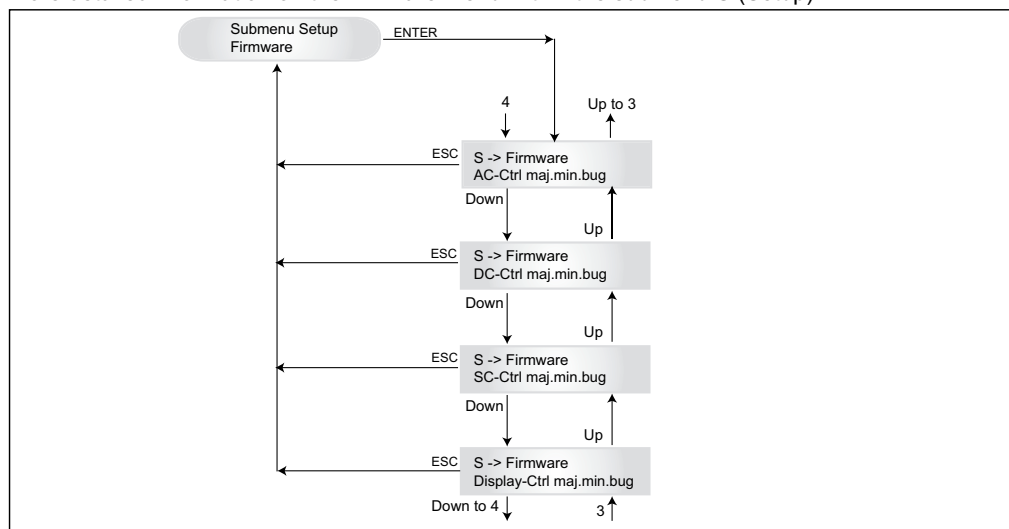 Submenu Setup
Firmware
ENTER
4
Up to 3
ESC
S -> Firmware
AC-Ctrl maj.min.bug
Down
Up
ESC
S -> Firmware
DC-Ctrl maj.min.bug
Down
Up
ESC
S -> Firmware
SC-Ctrl maj.min.bug
Down
Up
ESC
S -> Firmware
Display-Ctrl maj.min.bug
Down to 4
3